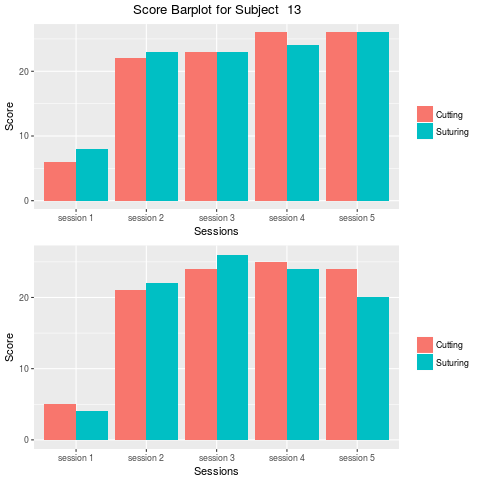 Score Barplot for Subject  13
Score
20
10
0
session 1 session 2 session 3 session 4 session 5
Sessions
Cutting
Suturing
Score
20
10
0
session 1 session 2 session 3 session 4 session 5
Sessions
Cutting
Suturing